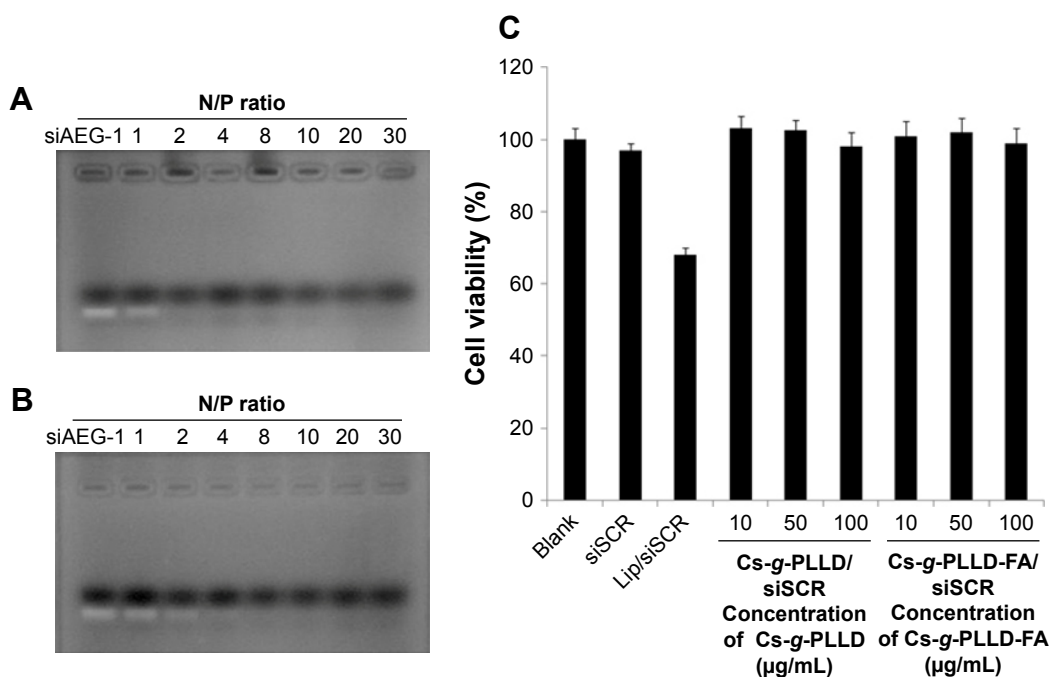 A
N/P ratio
siAEG-1 1 2 4 8 10 20 30
B
N/P ratio
siAEG-1 1 2 4 8 10 20 30
C
Cell viability (%)
120
100
80
60
40
20
0
Blank
siSCR
Lip/siSCR
10 50 100
Cs-g-PLLD/
siSCR
Concentration
of Cs-g-PLLD
(µg/mL)
10 50 100
Cs-g-PLLD-FA/
siSCR
Concentration
of Cs-g-PLLD-FA
(µg/mL)